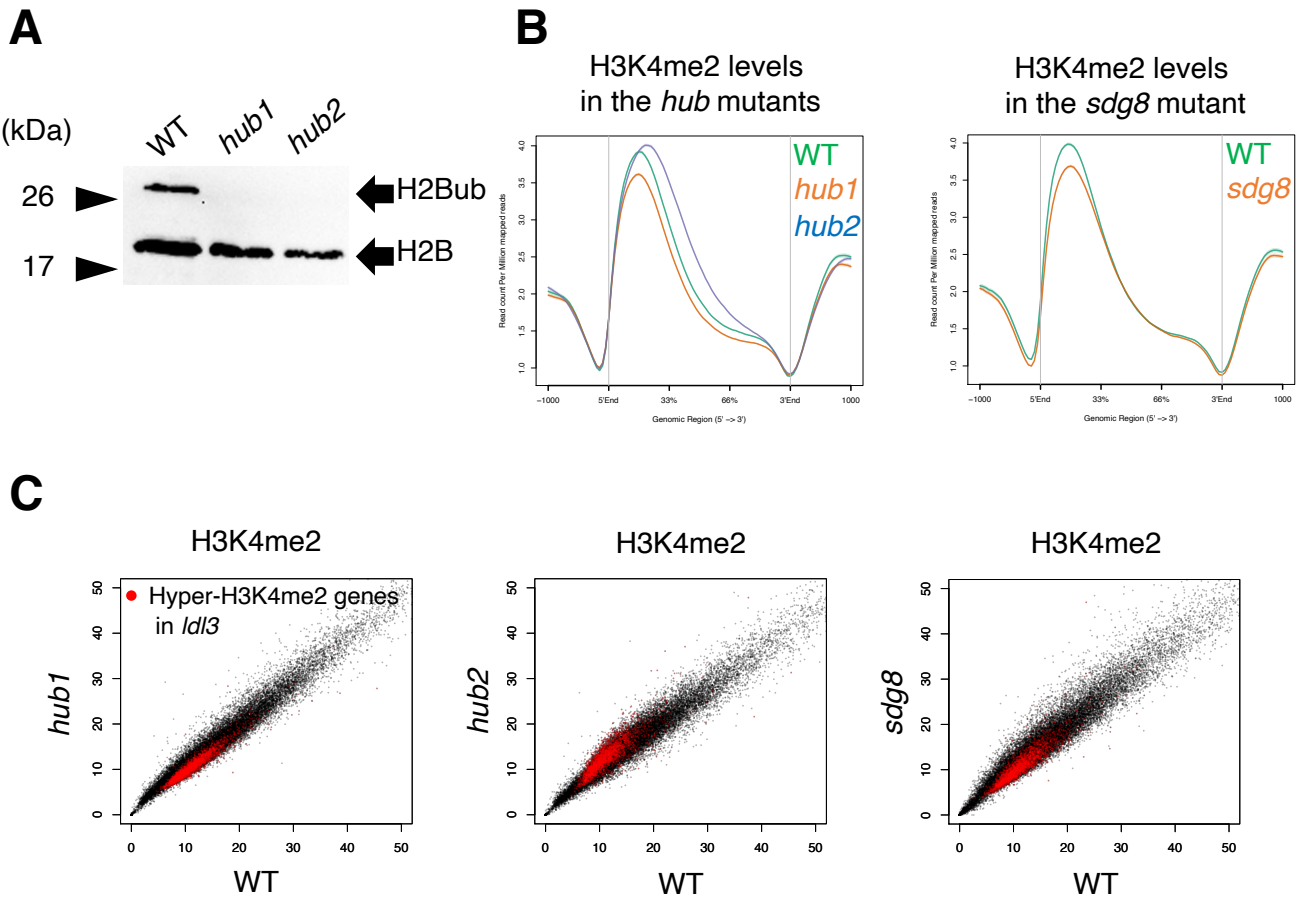 A
(kDa)
WT
hub1
hub2
26
H2Bub
H2B
17
B
H3K4me2 levels
in the hub mutants
Read count Per Million mapped reads
4.0
3.5
3.0
2.5
2.0
1.5
1.0
WT
hub1
hub2
−1000
5'End
33%
66%
3'End
1000
Genomic Region (5' −> 3')
H3K4me2 levels
in the sdg8 mutant
Read count Per Million mapped reads
4.0
3.5
3.0
2.5
2.0
1.5
1.0
WT
sdg8
−1000
5'End
33%
66%
3'End
1000
Genomic Region (5' −> 3')
C
H3K4me2
Hyper-H3K4me2 genes
in ldl3
hub1
50
40
30
20
10
0
0 10 20 30 40 50
WT
H3K4me2
hub2
50
40
30
20
10
0
0 10 20 30 40 50
WT
H3K4me2
sdg8
50
40
30
20
10
0
0 10 20 30 40 50
WT